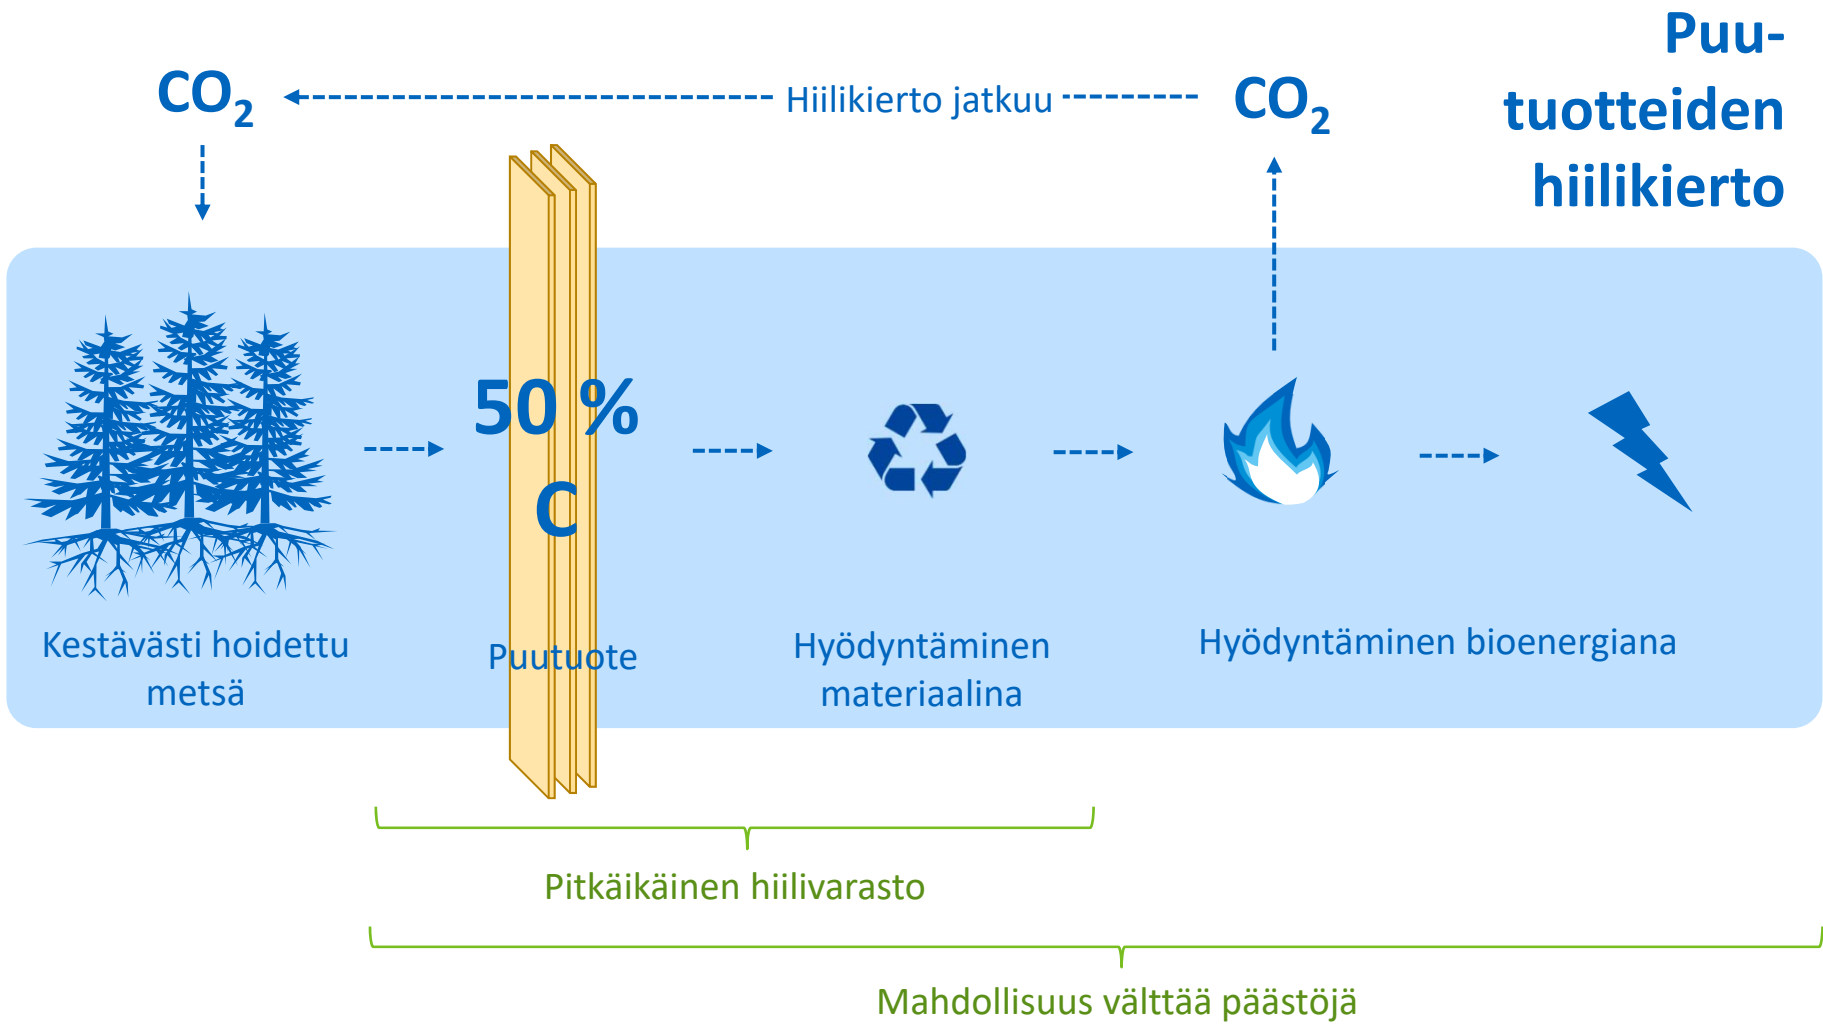 Puu-
tuotteiden
hiilikierto
CO₂
Hiilikierto jatkuu
CO₂
50 %
C
Kestävästi hoidettu
metsä
Puutuote
Hyödyntäminen
materiaalina
Hyödyntäminen bioenergiana
Pitkäikäinen hiilivarasto
Mahdollisuus välttää päästöjä